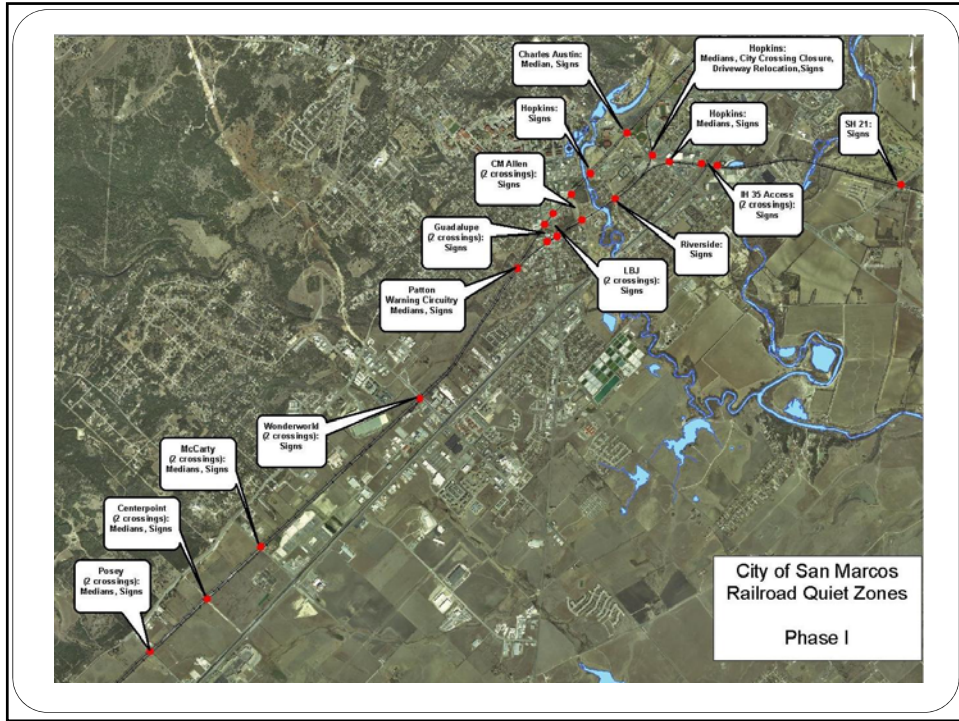 Charles Austin:
Median, Signs
Hopkins:
Medians, City Crossing Closure,
Driveway Relocation,Signs
Hopkins:
Signs
Hopkins:
Medians, Signs
SH 21:
Signs
CM Allen
(2 crossings):
Signs
IH 35 Access
(2 crossings):
Signs
Guadalupe
(2 crossings):
Signs
Riverside:
Signs
LBJ
(2 crossings):
Signs
Patton
Warning Circuitry
Medians, Signs
Wonderworld
(2 crossings):
Signs
McCarty
(2 crossings):
Medians, Signs
Centerpoint
(2 crossings):
Medians, Signs
Posey
(2 crossings):
Medians, Signs
City of San Marcos
Railroad Quiet Zones
Phase I